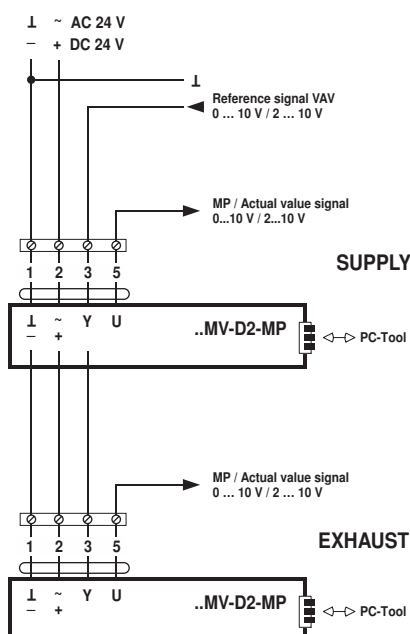 ⊥ ~ AC 24 V
– + DC 24 V
⊥
Reference signal VAV
0 ... 10 V / 2 ... 10 V
MP / Actual value signal
0...10 V / 2...10 V
1 2 3 5
SUPPLY
⊥ ~ Y U
– +
..MV-D2-MP
PC-Tool
MP / Actual value signal
0 ... 10 V / 2 ... 10 V
1 2 3 5
EXHAUST
⊥ ~ Y U
– +
..MV-D2-MP
PC-Tool